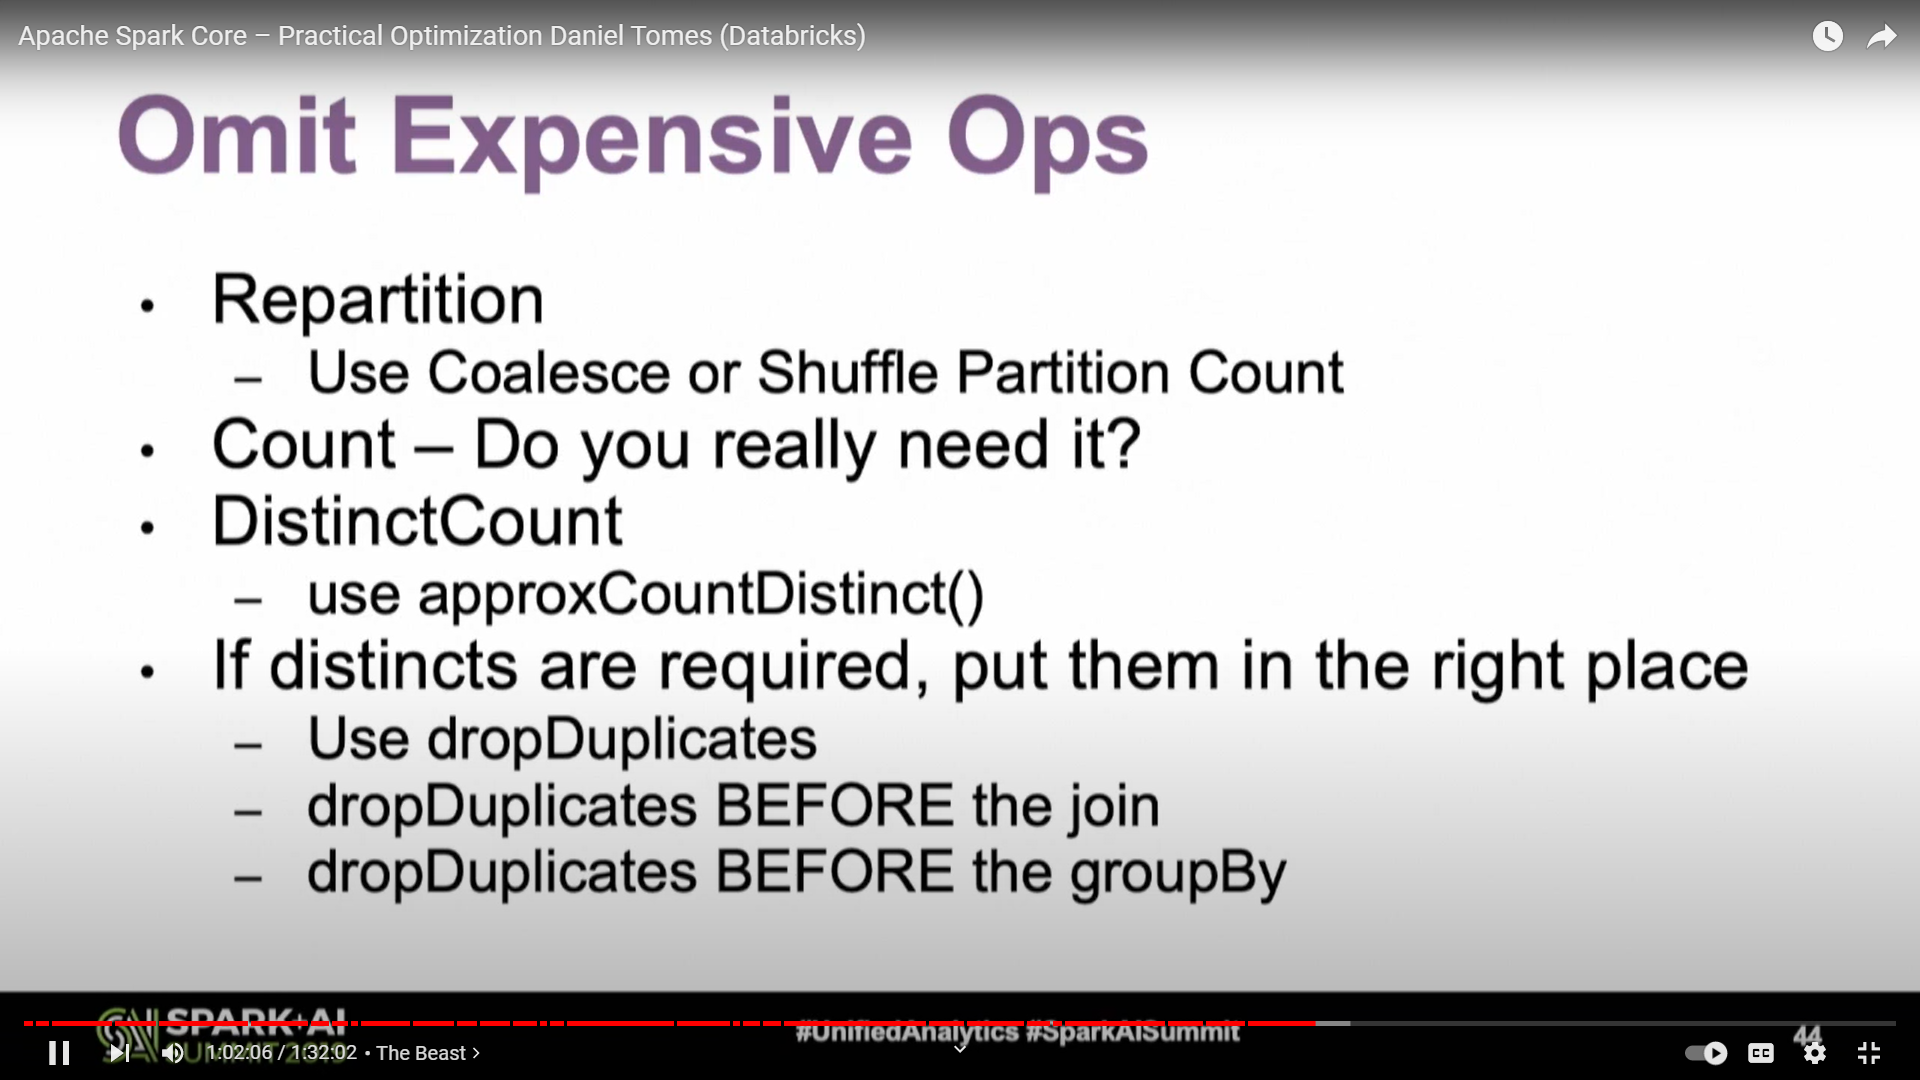 Apache Spark Core – Practical Optimization Daniel Tomes (Databricks)
Omit Expensive Ops
• Repartition
– Use Coalesce or Shuffle Partition Count
• Count – Do you really need it?
• DistinctCount
– use approxCountDistinct()
• If distincts are required, put them in the right place
– Use dropDuplicates
– dropDuplicates BEFORE the join
– dropDuplicates BEFORE the groupBy
SPARK+AI
SUMMIT 2019
#UnifiedAnalytics #SparkAISummit
44
1:02:06 / 1:32:02 • The Beast ›
CC